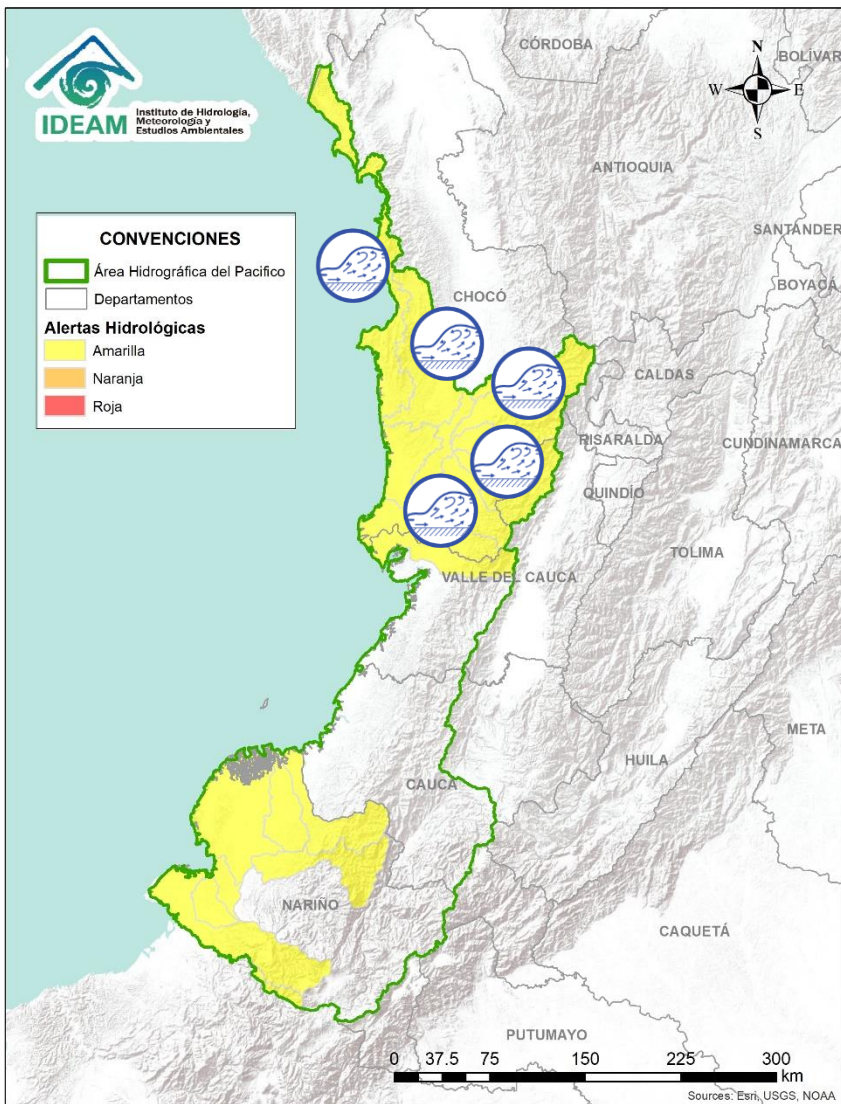 IDEAM
Instituto de Hidrología,
Meteorología y
Estudios Ambientales
CÓRDOBA
BOLÍVAR
N
W
E
S
ANTIOQUIA
SANTANDER
BOYACÁ
CONVENCIONES
Área Hidrográfica del Pacifico
Departamentos
Alertas Hidrológicas
Amarilla
Naranja
Roja
CHOCÓ
CALDAS
RISARALDA
CUNDINAMARCA
QUINDÍO
TOLIMA
VALLE DEL CAUCA
META
HUILA
CAUCA
NARIÑO
CAQUETÁ
PUTUMAYO
0 37.5 75 150 225 300
km
Sources: Esri, USGS, NOAA